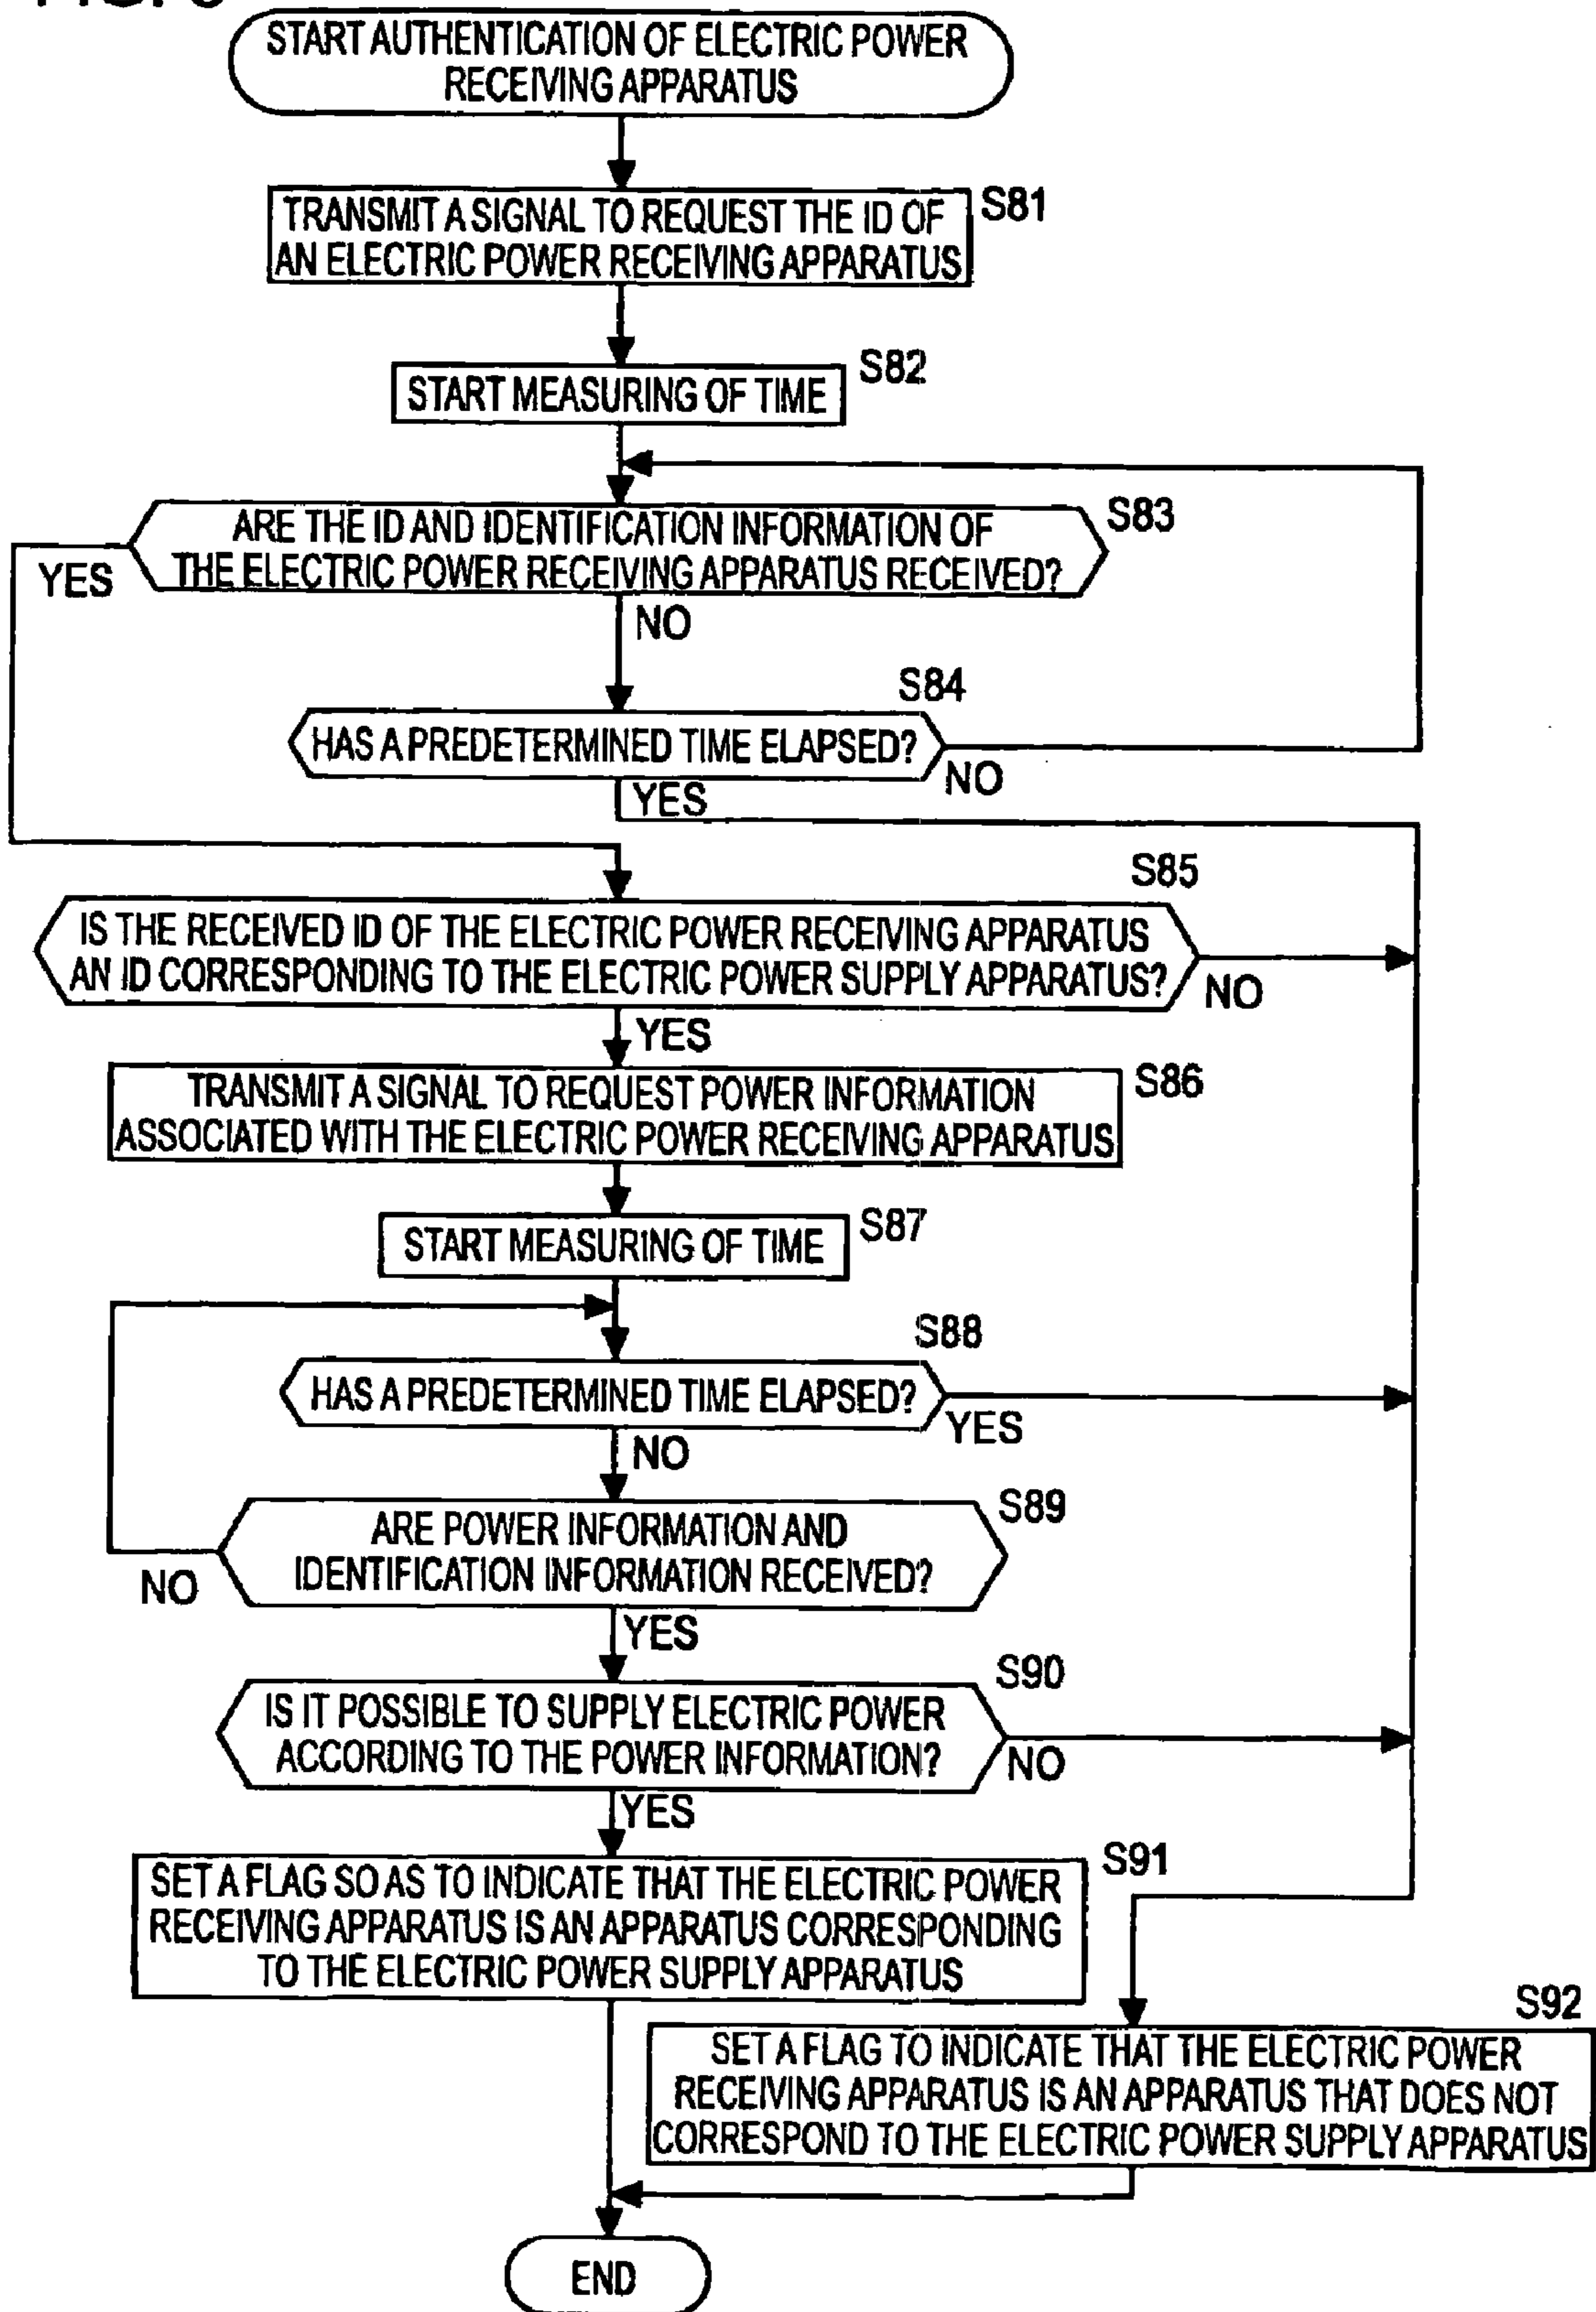 START AUTHENTICATION OF ELECTRIC POWER
RECEIVING APPARATUS
S81
TRANSMIT A SIGNAL TO REQUEST THE ID OF
AN ELECTRIC POWER RECEIVING APPARATUS
S82
START MEASURING OF TIME
S83
ARE THE ID AND IDENTIFICATION INFORMATION OF
THE ELECTRIC POWER RECEIVING APPARATUS RECEIVED?
YES
NO
S84
HAS A PREDETERMINED TIME ELAPSED?
NO
YES
S85
IS THE RECEIVED ID OF THE ELECTRIC POWER RECEIVING APPARATUS
AN ID CORRESPONDING TO THE ELECTRIC POWER SUPPLY APPARATUS?
NO
YES
S86
TRANSMIT A SIGNAL TO REQUEST POWER INFORMATION
ASSOCIATED WITH THE ELECTRIC POWER RECEIVING APPARATUS
S87
START MEASURING OF TIME
S88
HAS A PREDETERMINED TIME ELAPSED?
YES
NO
S89
ARE POWER INFORMATION AND
IDENTIFICATION INFORMATION RECEIVED?
NO
YES
S90
IS IT POSSIBLE TO SUPPLY ELECTRIC POWER
ACCORDING TO THE POWER INFORMATION?
NO
YES
S91
SET A FLAG SO AS TO INDICATE THAT THE ELECTRIC POWER
RECEIVING APPARATUS IS AN APPARATUS CORRESPONDING
TO THE ELECTRIC POWER SUPPLY APPARATUS
S92
SET A FLAG TO INDICATE THAT THE ELECTRIC POWER
RECEIVING APPARATUS IS AN APPARATUS THAT DOES NOT
CORRESPOND TO THE ELECTRIC POWER SUPPLY APPARATUS
END